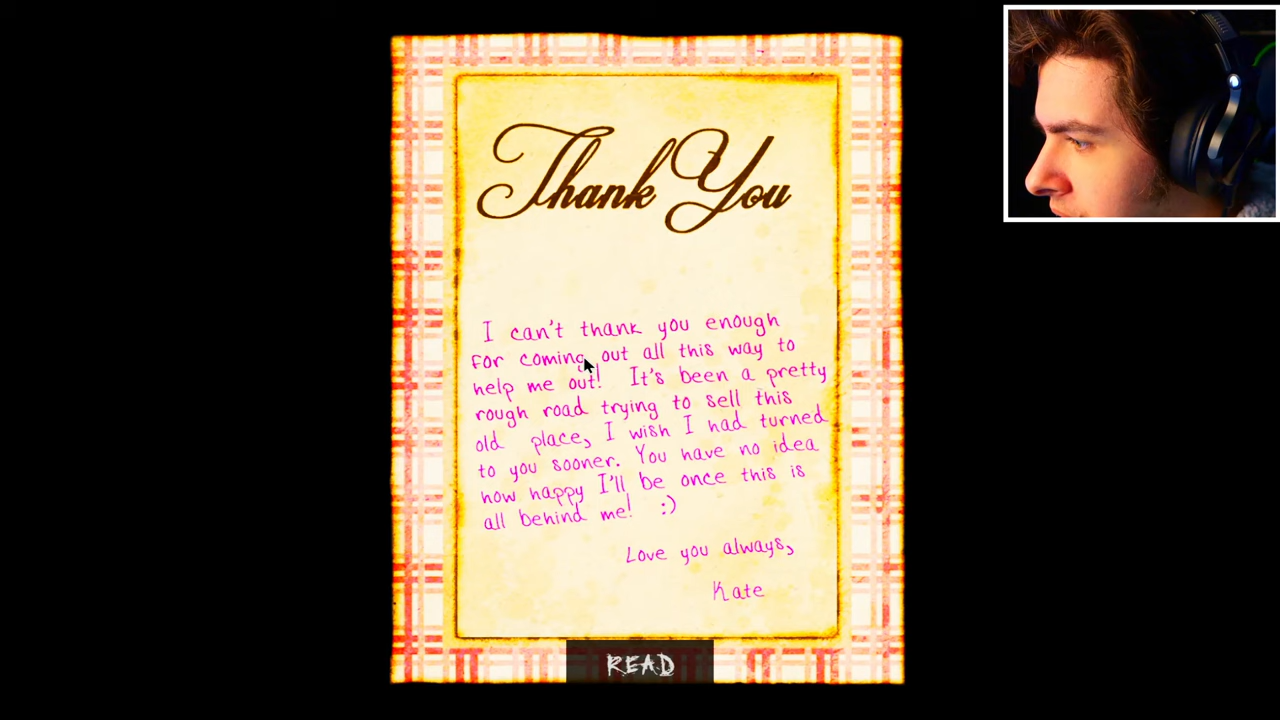 Thank You
I can't thank you enough
for coming out all this way to
help me out! It's been a pretty
rough road trying to sell this
old place, I wish I had turned
to you sooner. You have no idea
how happy I'll be once this is
all behind me! :)
Love you always,
Kate
READ